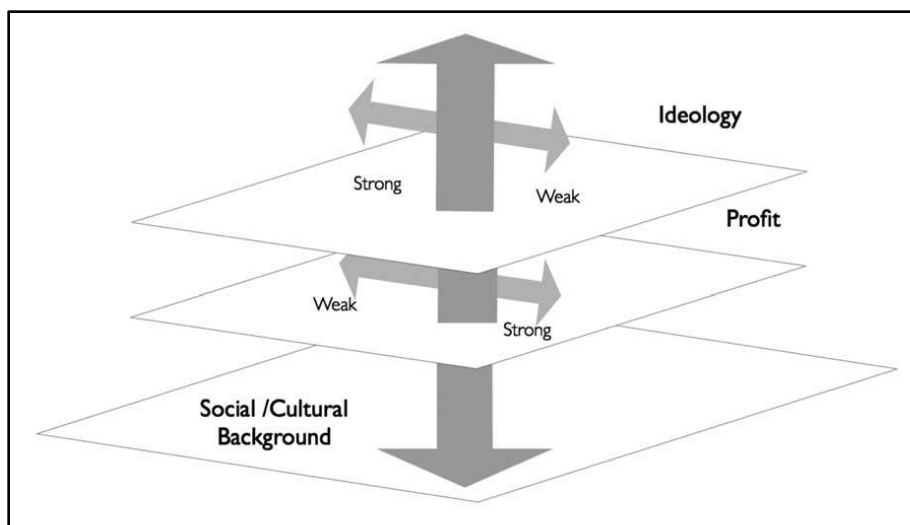 Ideology
Strong
Weak
Profit
Weak
Strong
Social /Cultural
Background